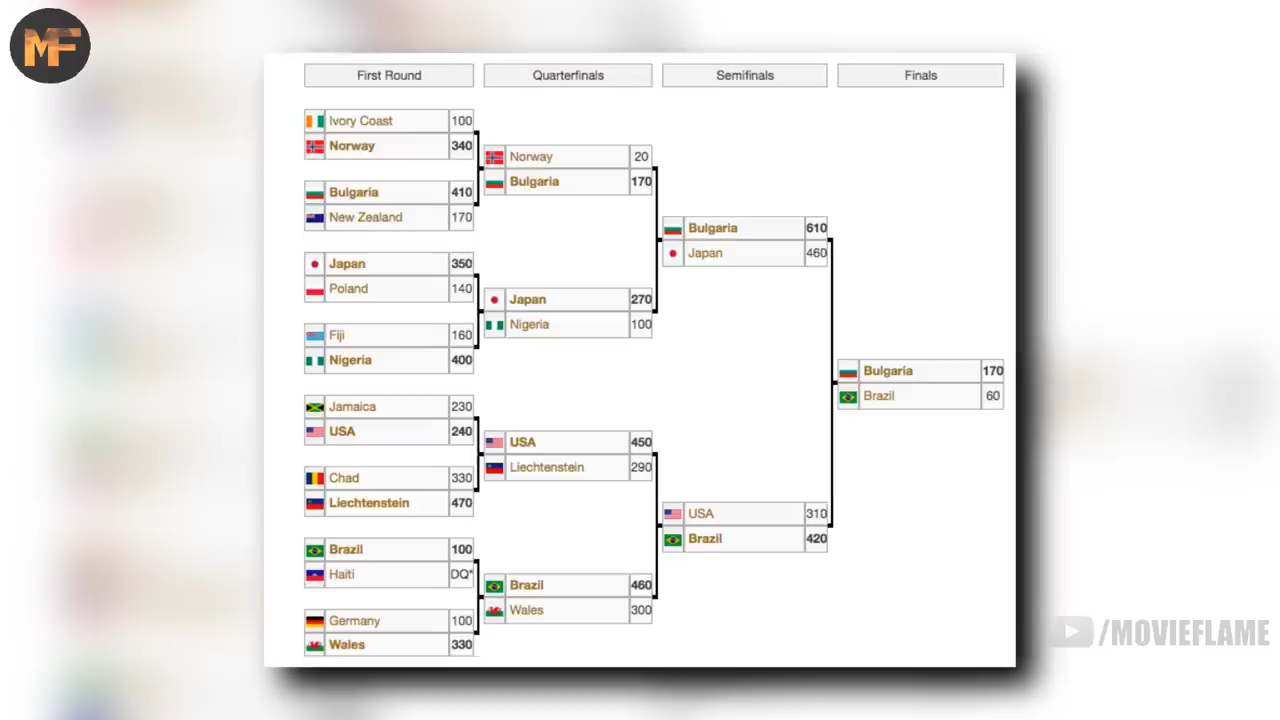 MF
First Round Quarterfinals Semifinals Finals
Ivory Coast 100
Norway 340
Bulgaria 410
New Zealand 170
Japan 350
Poland 140
Fiji 160
Nigeria 400
Jamaica 230
USA 240
Chad 330
Liechtenstein 470
Brazil 100
Haiti DQ*
Germany 100
Wales 330
Norway 20
Bulgaria 170
Japan 270
Nigeria 100
USA 450
Liechtenstein 290
Brazil 460
Wales 300
Bulgaria 610
Japan 460
USA 310
Brazil 420
Bulgaria 170
Brazil 60
/MOVIEFLAME